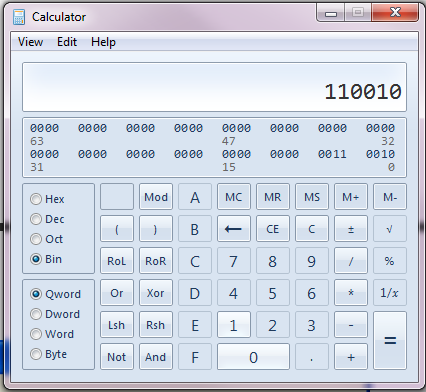 Calculator
View Edit Help
110010
0000 0000 0000 0000 0000 0000 0000 0000
63 47 32
0000 0000 0000 0000 0000 0000 0011 0010
31 15 0
Hex Mod A MC MR MS M+ M-
Dec ( ) B ← CE C ± √
Oct
Bin RoL RoR C 7 8 9 / %
Qword Or Xor D 4 5 6 * 1/x
Dword
Word Lsh Rsh E 1 2 3 - =
Byte Not And F 0 . +